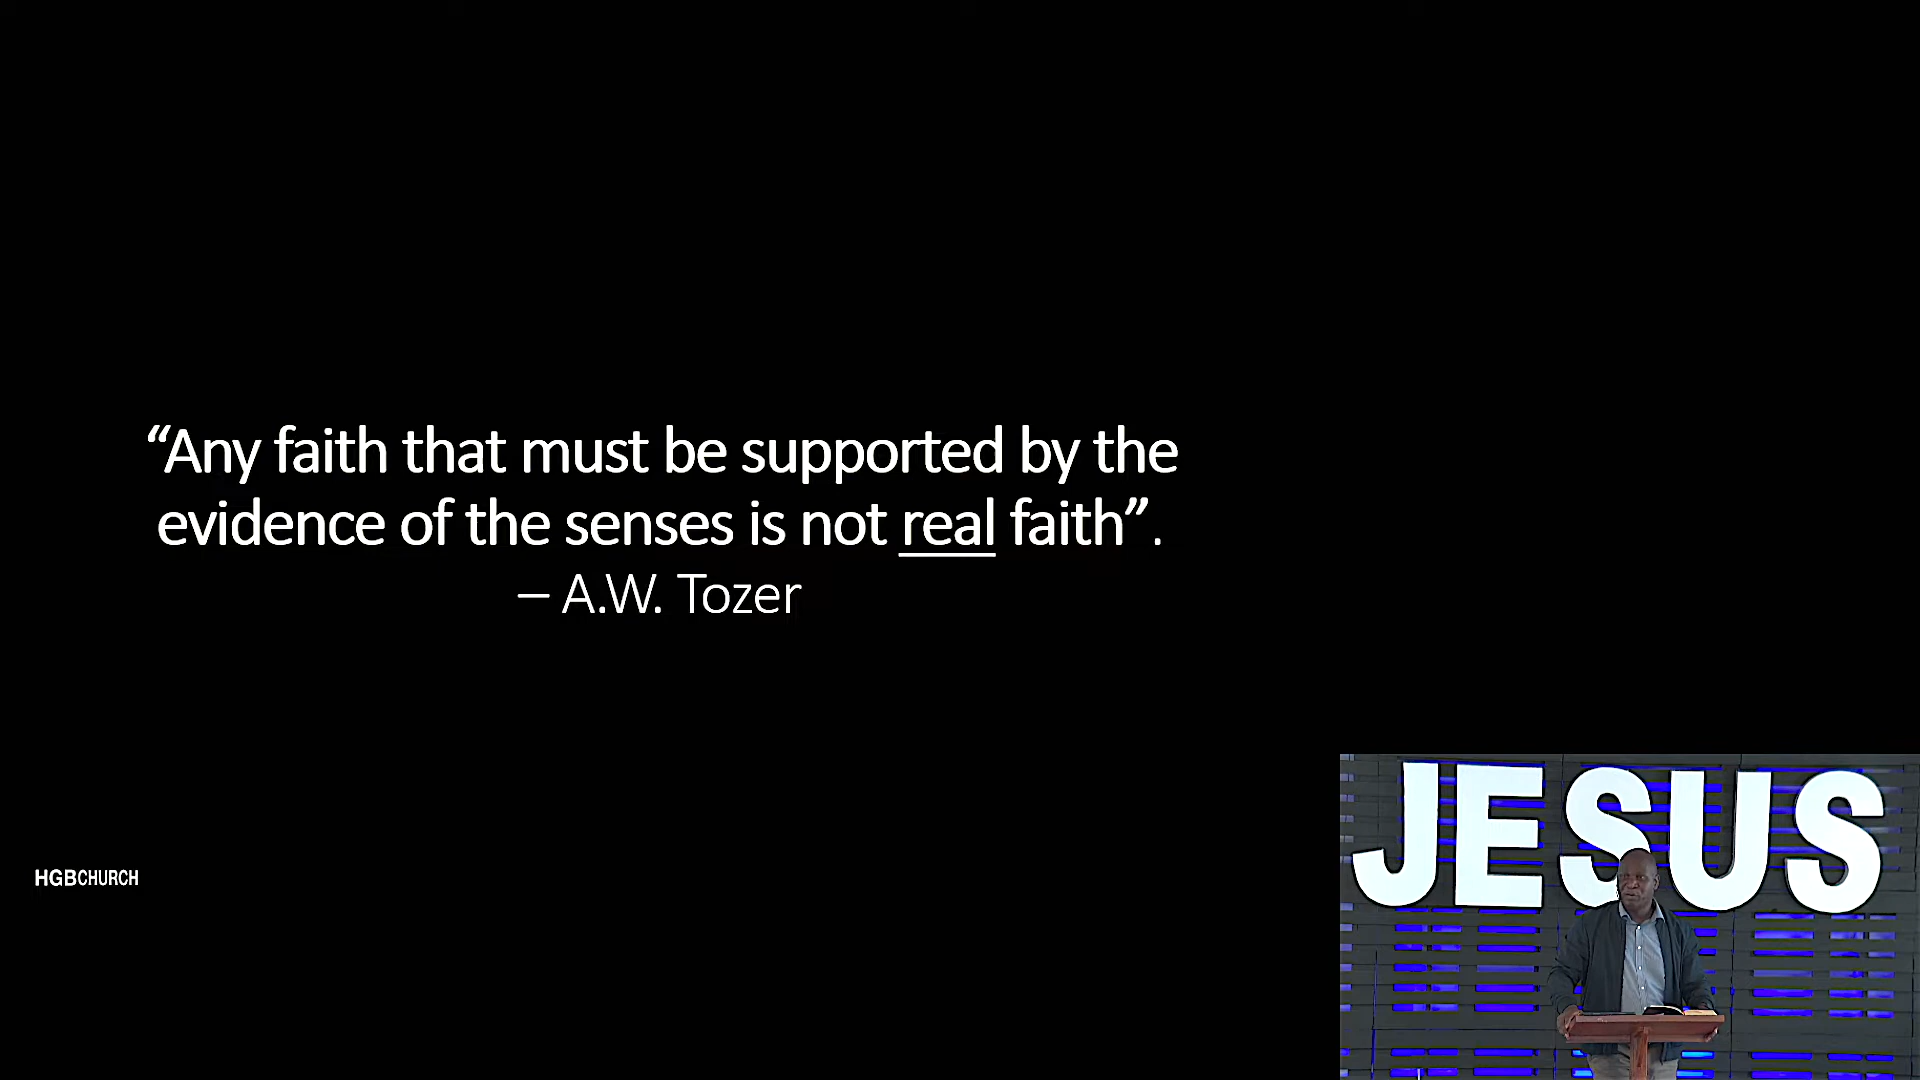 “Any faith that must be supported by the
evidence of the senses is not real faith”.
– A.W. Tozer
HGBCHURCH
JESUS